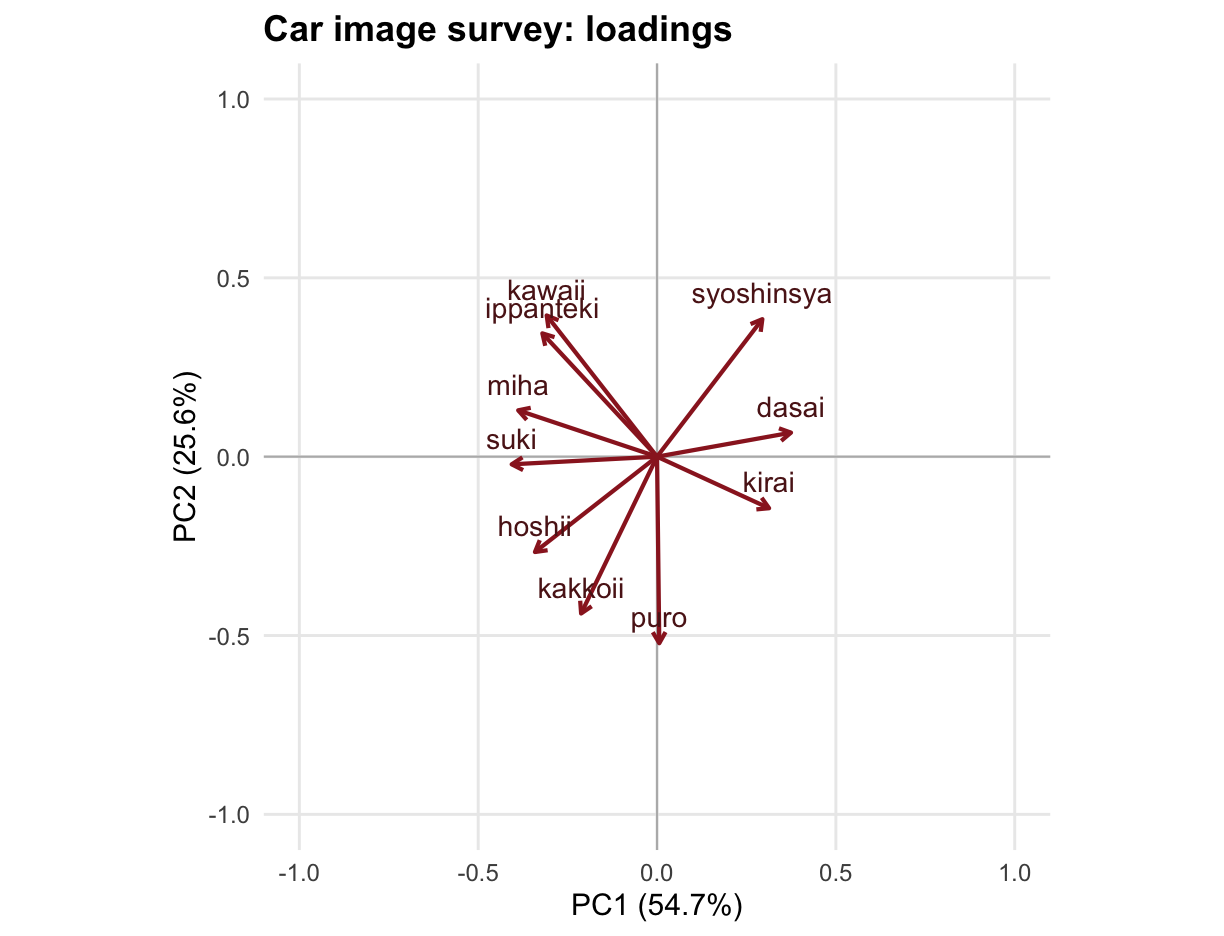 Car image survey: loadings
1.0
0.5
0.0
-0.5
-1.0
PC2 (25.6%)
kawaii
ippanteki
syoshinsya
miha
dasai
suki
kirai
hoshii
kakkoii
puro
-1.0
-0.5
0.0
0.5
1.0
PC1 (54.7%)